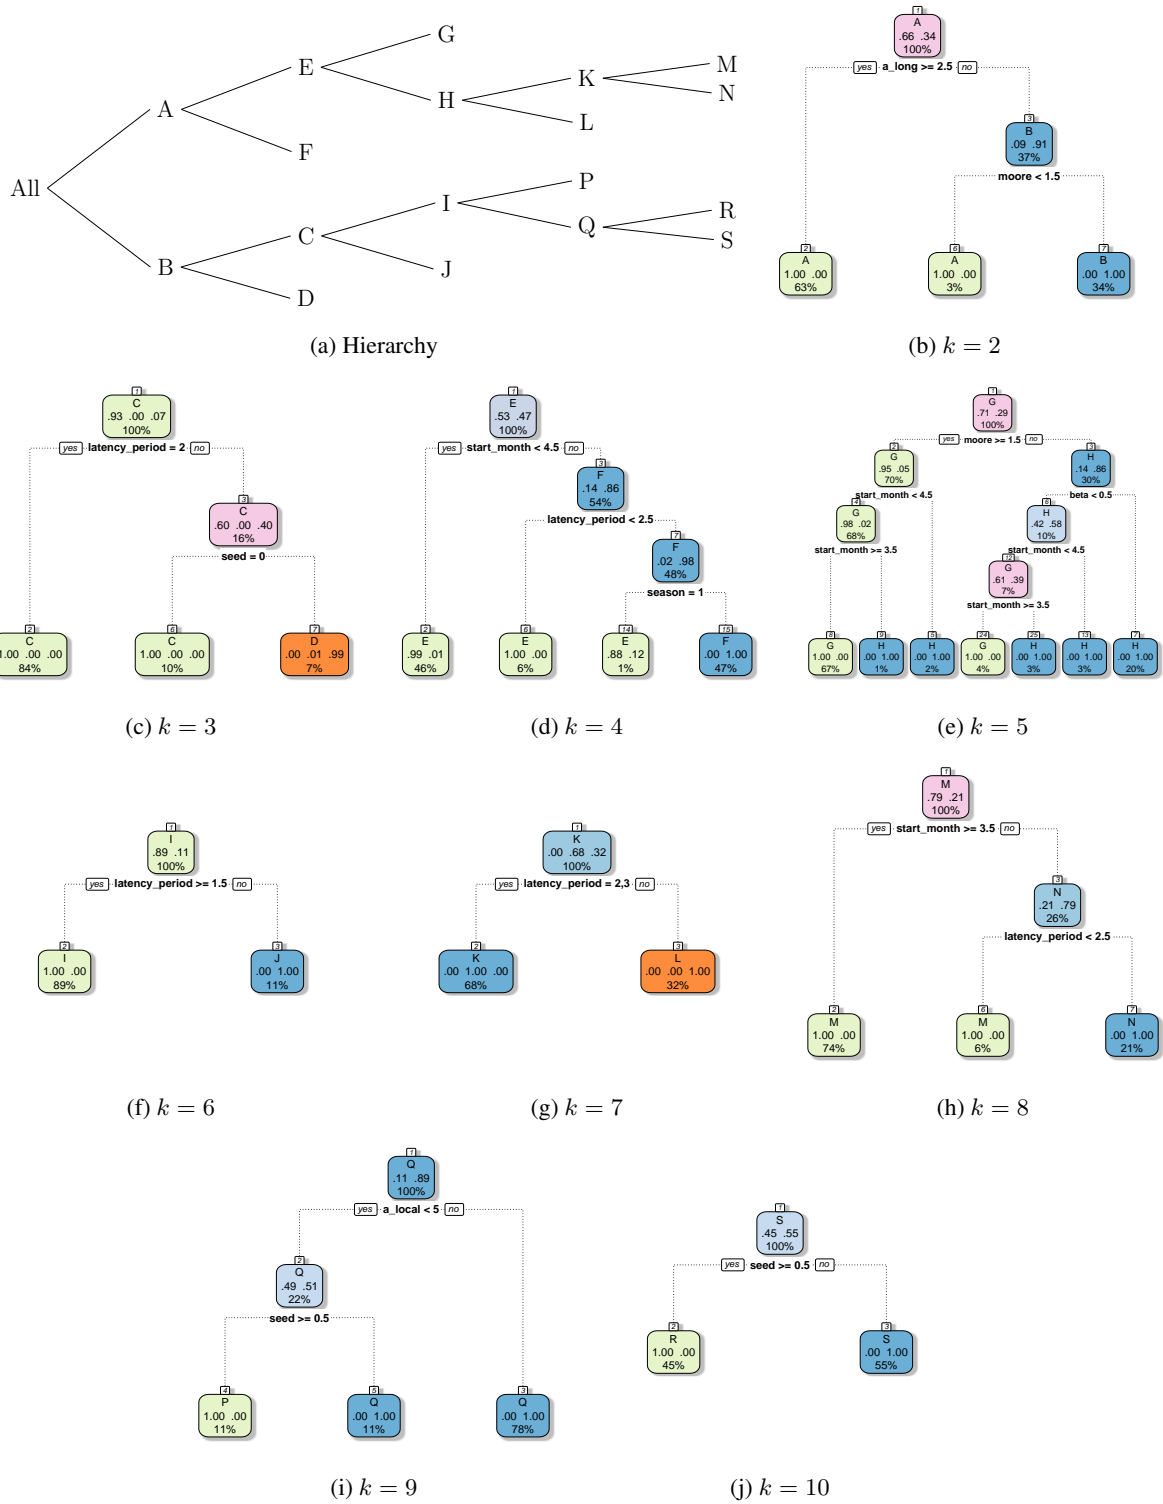 G
E
M
K
A
H
N
L
F
All
P
I
R
C
Q
S
B
J
D
(a) Hierarchy
1
A
.66 .34
100%
yes a_long >= 2.5 no
3
B
.09 .91
37%
moore < 1.5
2
A
1.00 .00
63%
6
A
1.00 .00
3%
7
B
.00 1.00
34%
(b) k = 2
1
C
.93 .00 .07
100%
yes latency_period = 2 no
3
C
.60 .00 .40
16%
seed = 0
2
C
1.00 .00 .00
84%
6
C
1.00 .00 .00
10%
7
D
.00 .01 .99
7%
(c) k = 3
1
E
.53 .47
100%
yes start_month < 4.5 no
3
F
.14 .86
54%
latency_period < 2.5
7
F
.02 .98
48%
season = 1
2
E
.99 .01
46%
6
E
1.00 .00
6%
14
E
.88 .12
1%
15
F
.00 1.00
47%
(d) k = 4
1
G
.71 .29
100%
yes moore >= 1.5 no
2
G
.95 .05
70%
start_month < 4.5
3
H
.14 .86
30%
beta < 0.5
4
G
.98 .02
68%
start_month >= 3.5
6
H
.42 .58
10%
start_month < 4.5
12
G
.61 .39
7%
start_month >= 3.5
8
G
1.00 .00
67%
9
H
.00 1.00
1%
5
H
.00 1.00
2%
24
G
1.00 .00
4%
25
H
.00 1.00
3%
13
H
.00 1.00
3%
7
H
.00 1.00
20%
(e) k = 5
1
I
.89 .11
100%
yes latency_period >= 1.5 no
2
I
1.00 .00
89%
3
J
.00 1.00
11%
(f) k = 6
1
K
.00 .68 .32
100%
yes latency_period = 2,3 no
2
K
.00 1.00 .00
68%
3
L
.00 .00 1.00
32%
(g) k = 7
1
M
.79 .21
100%
yes start_month >= 3.5 no
3
N
.21 .79
26%
latency_period < 2.5
2
M
1.00 .00
74%
6
M
1.00 .00
6%
7
N
.00 1.00
21%
(h) k = 8
1
Q
.11 .89
100%
yes a_local < 5 no
2
Q
.49 .51
22%
seed >= 0.5
4
P
1.00 .00
11%
5
Q
.00 1.00
11%
3
Q
.00 1.00
78%
(i) k = 9
1
S
.45 .55
100%
yes seed >= 0.5 no
2
R
1.00 .00
45%
3
S
.00 1.00
55%
(j) k = 10